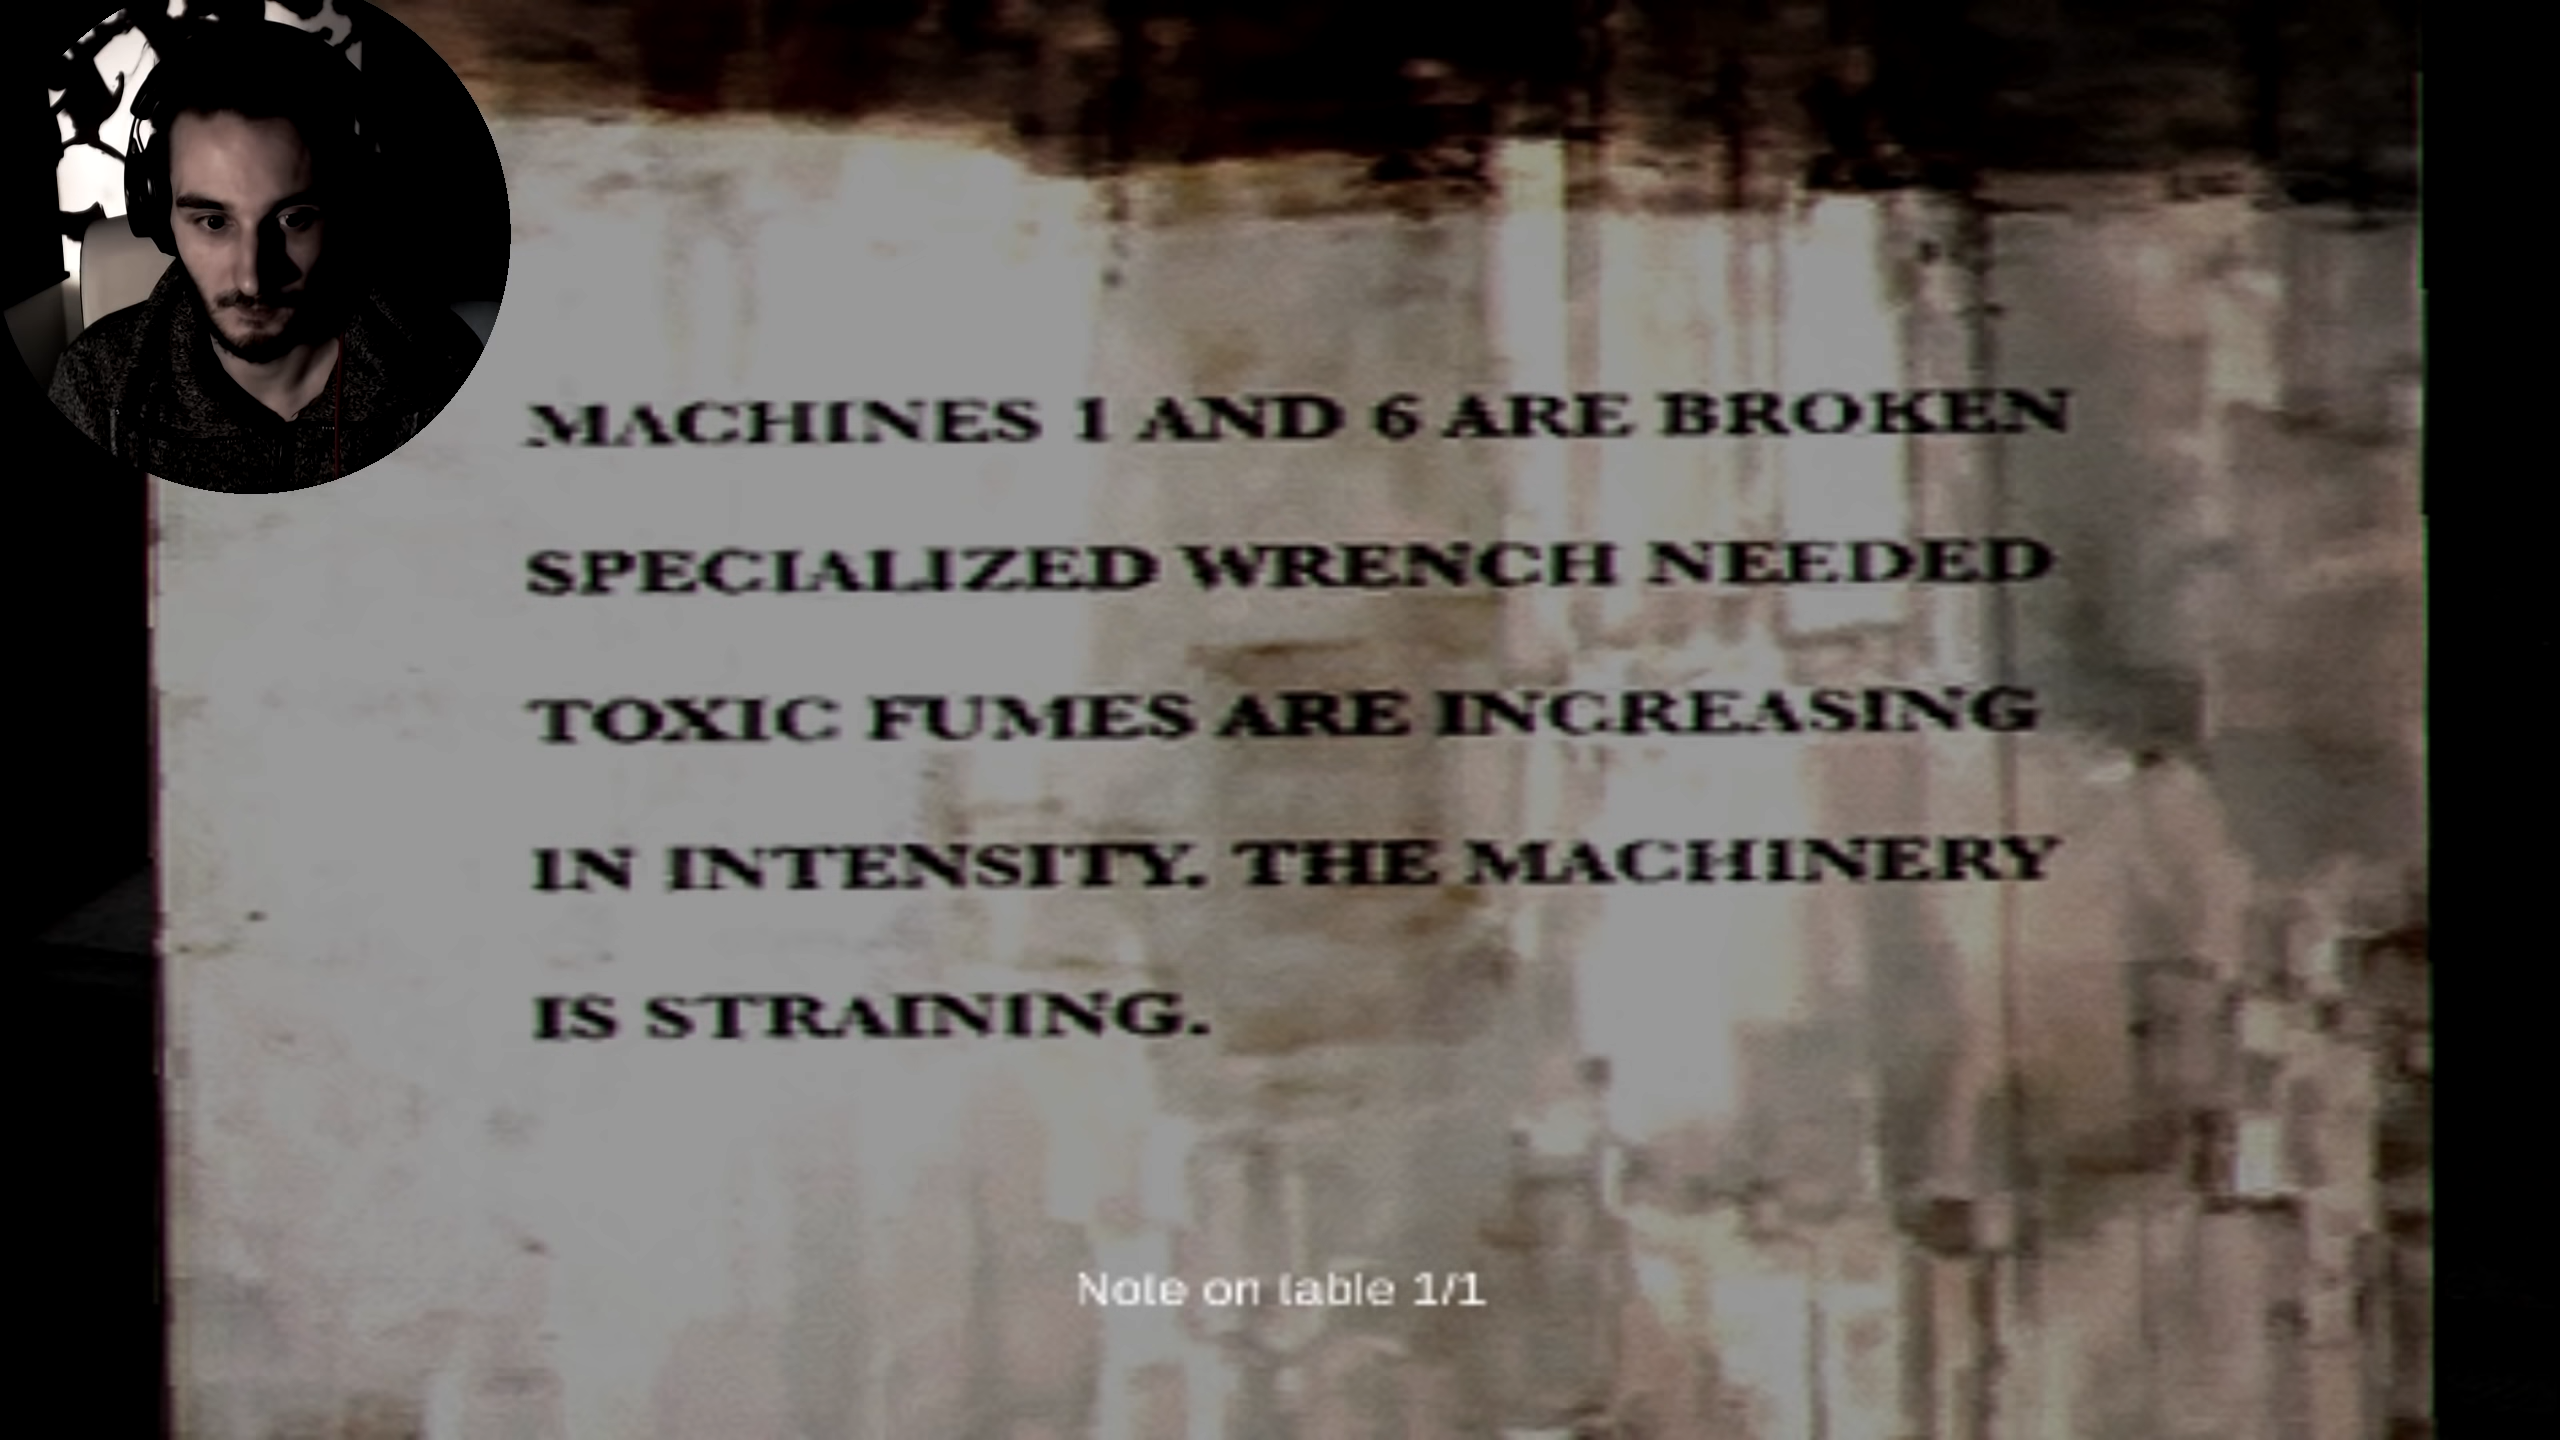 MACHINES 1 AND 6 ARE BROKEN
SPECIALIZED WRENCH NEEDED
TOXIC FUMES ARE INCREASING
IN INTENSITY. THE MACHINERY
IS STRAINING.
Note on table 1/1